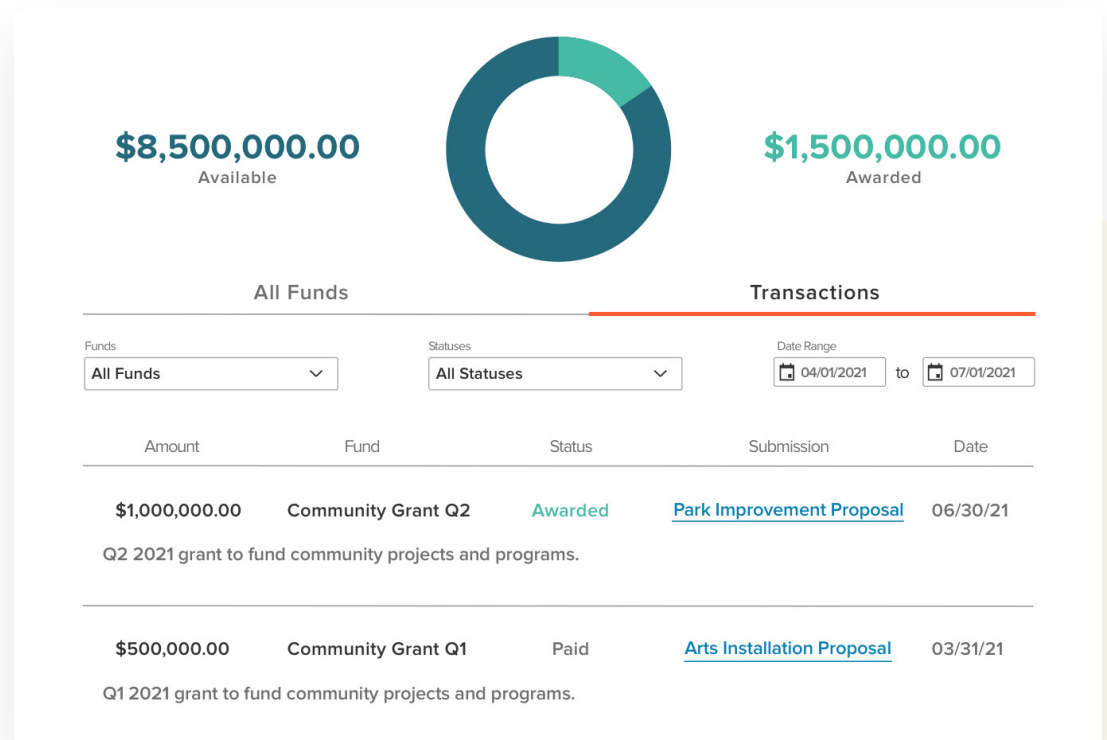 $8,500,000.00
Available
$1,500,000.00
Awarded
All Funds Transactions
Funds Statuses Date Range
All Funds All Statuses 04/01/2021 to 07/01/2021
Amount Fund Status Submission Date
$1,000,000.00 Community Grant Q2 Awarded Park Improvement Proposal 06/30/21
Q2 2021 grant to fund community projects and programs.
$500,000.00 Community Grant Q1 Paid Arts Installation Proposal 03/31/21
Q1 2021 grant to fund community projects and programs.